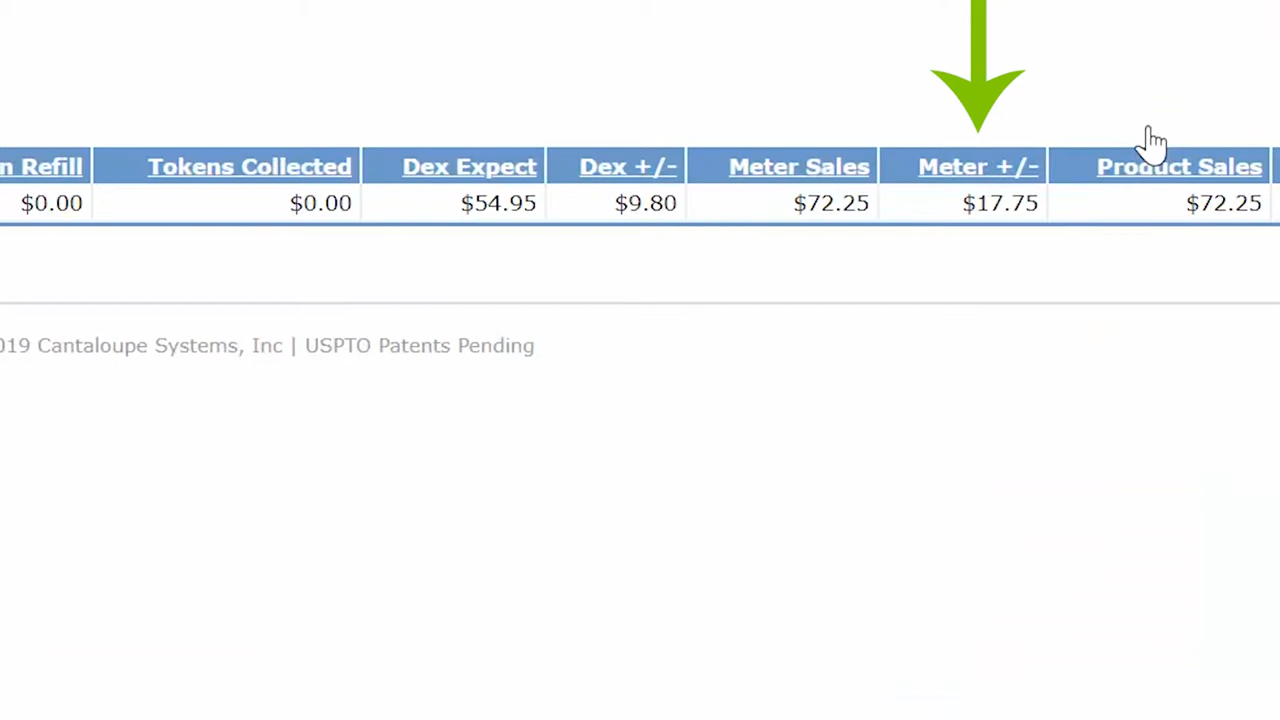 n Refill Tokens Collected Dex Expect Dex +/- Meter Sales Meter +/- Product Sales
$0.00 $0.00 $54.95 $9.80 $72.25 $17.75 $72.25
019 Cantaloupe Systems, Inc | USPTO Patents Pending